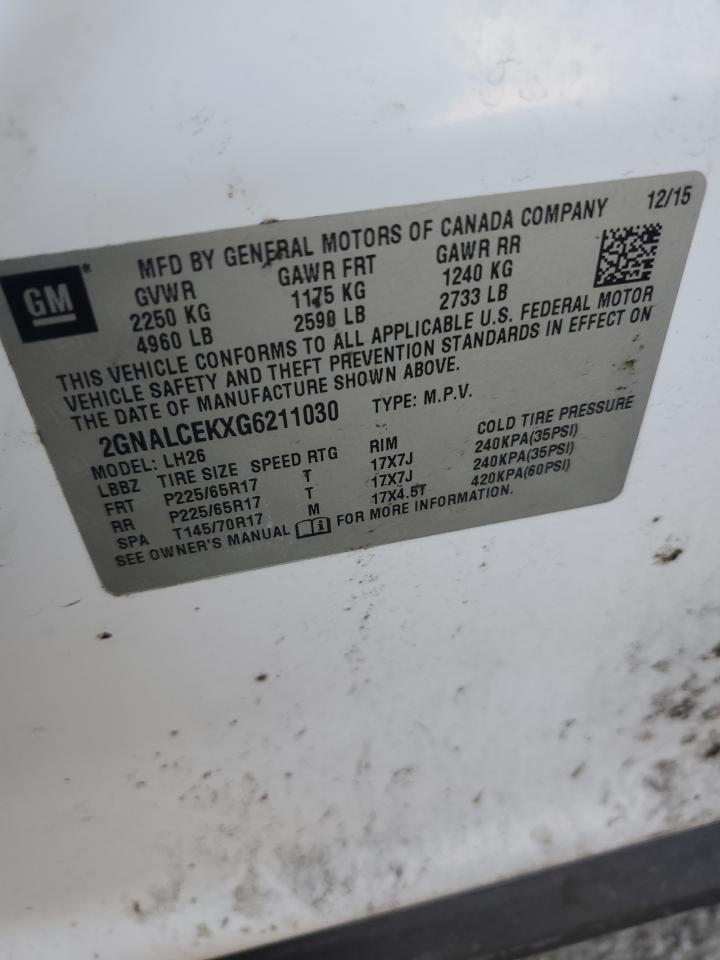 12/15
GM
MFD BY GENERAL MOTORS OF CANADA COMPANY
GVWR GAWR FRT GAWR RR
2250 KG 1175 KG 1240 KG
4960 LB 2590 LB 2733 LB
THIS VEHICLE CONFORMS TO ALL APPLICABLE U.S. FEDERAL MOTOR
VEHICLE SAFETY AND THEFT PREVENTION STANDARDS IN EFFECT ON
THE DATE OF MANUFACTURE SHOWN ABOVE.
2GNALCEKXG6211030 TYPE: M.P.V.
MODEL: LH26
LBBZ TIRE SIZE SPEED RTG RIM COLD TIRE PRESSURE
FRT P225/65R17 T 17X7J 240KPA(35PSI)
RR P225/65R17 T 17X7J 240KPA(35PSI)
SPA T145/70R17 M 17X4.5T 420KPA(60PSI)
SEE OWNER'S MANUAL FOR MORE INFORMATION.